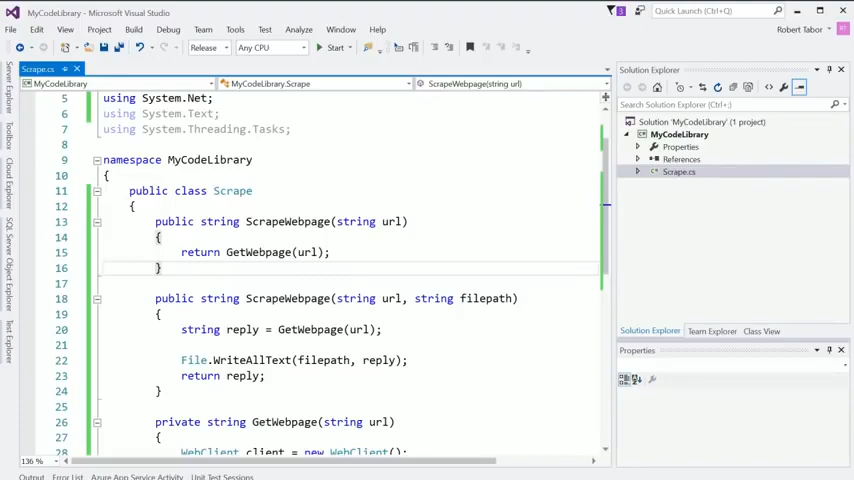 MyCodeLibrary - Microsoft Visual Studio
3
Quick Launch (Ctrl+Q)
File Edit View Project Build Debug Team Tools Test Analyze Window Help
Robert Tabor
RT
Release Any CPU Start
Scrape.cs
MyCodeLibrary MyCodeLibrary.Scrape ScrapeWebpage(string url)
5 using System.Net;
6 using System.Text;
7 using System.Threading.Tasks;
8
9 namespace MyCodeLibrary
10 {
11 public class Scrape
12 {
13 public string ScrapeWebpage(string url)
14 {
15 return GetWebpage(url);
16 }
17
18 public string ScrapeWebpage(string url, string filepath)
19 {
20 string reply = GetWebpage(url);
21
22 File.WriteAllText(filepath, reply);
23 return reply;
24 }
25
26 private string GetWebpage(string url)
27 {
28 WebClient client = new WebClient();
136 %
Server Explorer
Toolbox
Cloud Explorer
SQL Server Object Explorer
Test Explorer
Solution Explorer
Search Solution Explorer (Ctrl+;)
Solution 'MyCodeLibrary' (1 project)
MyCodeLibrary
Properties
References
Scrape.cs
Solution Explorer Team Explorer Class View
Properties
Output Error List Azure App Service Activity Unit Test Sessions